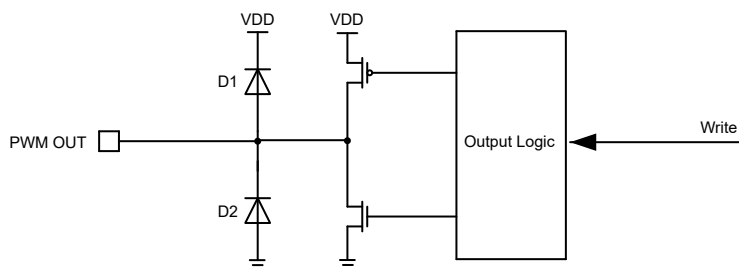 VDD
VDD
D1
PWM OUT
Output Logic
Write
D2